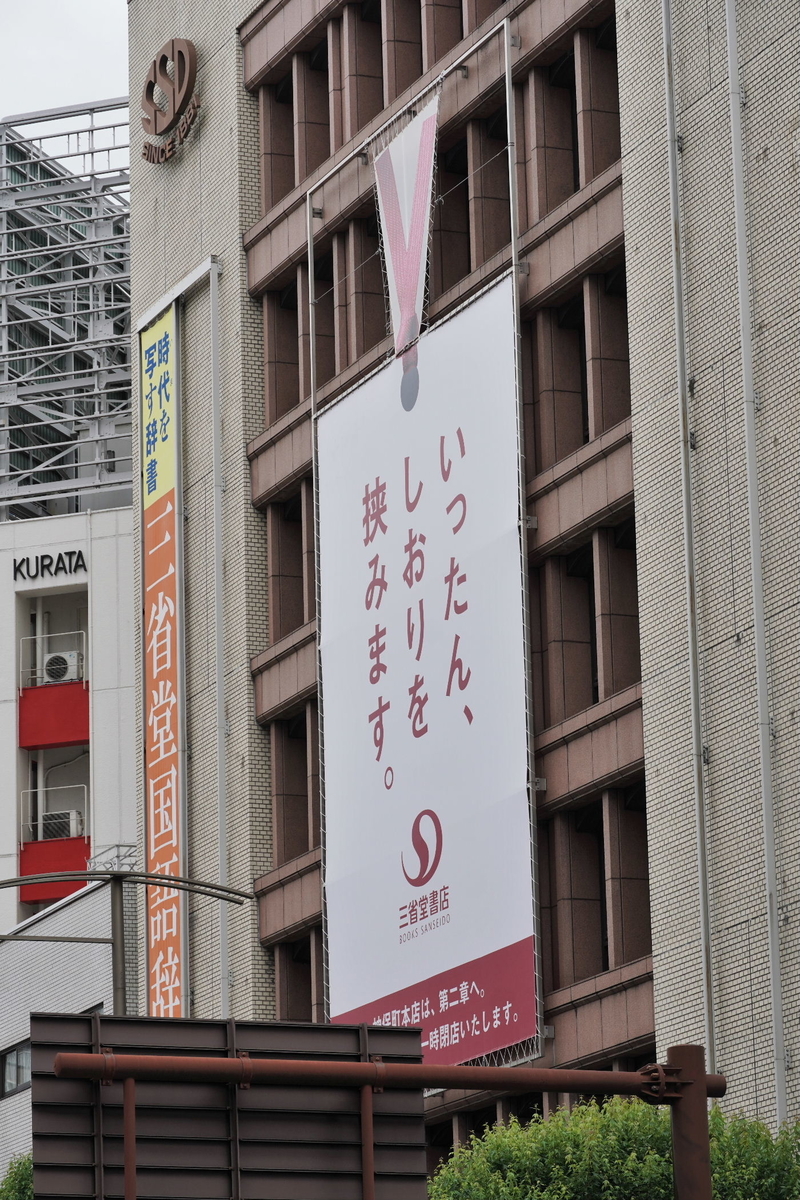 SSD
SINCE 1881
時代を
写す辞書
三省堂国語辞
KURATA
いったん、
しおりを
挟みます。
三省堂書店
BOOKS SANSEIDO
神保町本店は、第二章へ。
一時閉店いたします。